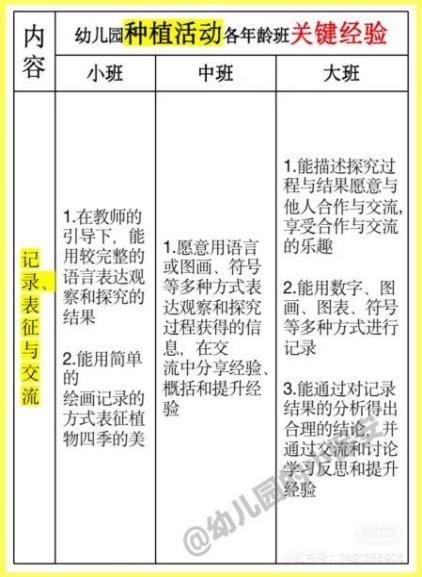 内容
幼儿园种植活动各年龄班关键经验
小班
中班
大班
记录、表征与交流
1.在教师的
引导下，能
用较完整的
语言表达观
察和探究的
结果
2.能用简单
的
绘画记录的
方式表征植
物四季的美
1.愿意用语言
或图画、符号
等多种方式表
达观察和探究
过程获得的信
息，在交
流中分享经验、
概括和提升经
验
1.能描述探究过
程与结果愿意与
他人合作与交流，
享受合作与交流
的乐趣
2.能用数字、图
画、图表、符号
等多种方式进行
记录
3.能通过对记录
结果的分析得出
合理的结论，并
通过交流和讨论
学习反思和提升
经验
@幼儿园
小红书